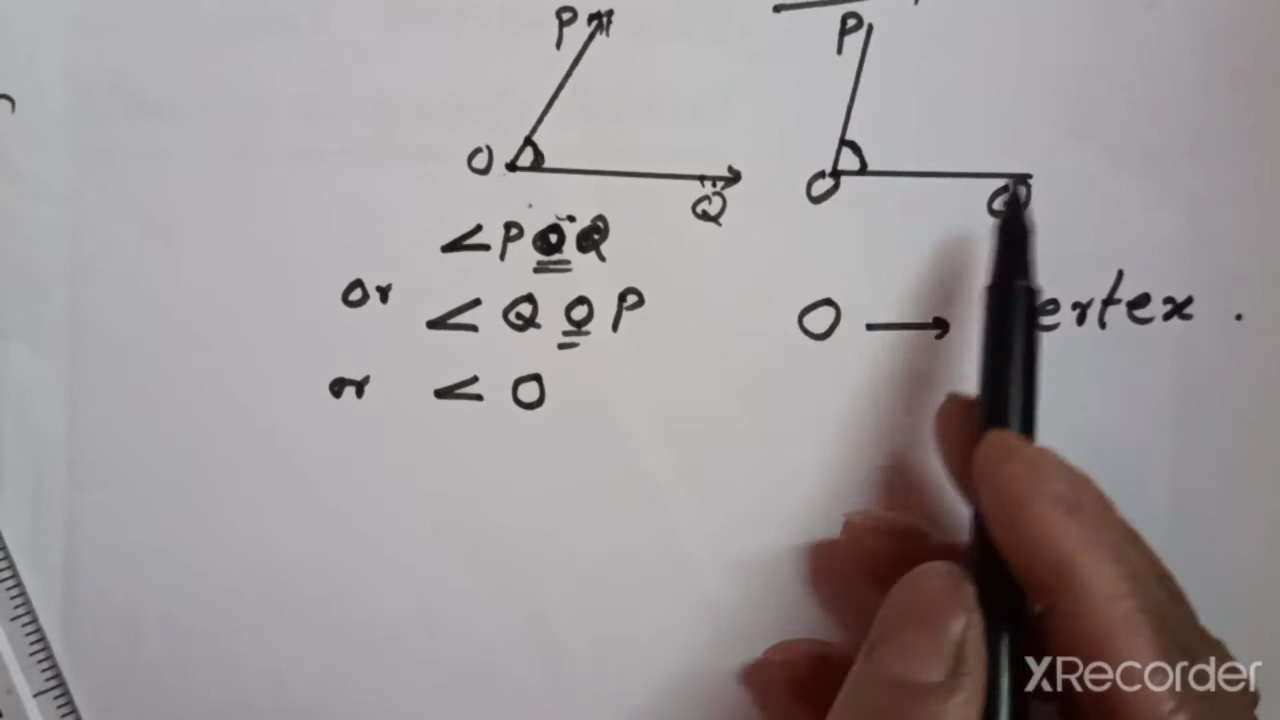 P P
O Q O Q
<POQ
or <QOP
or <O
O → ertex.
XRecorder